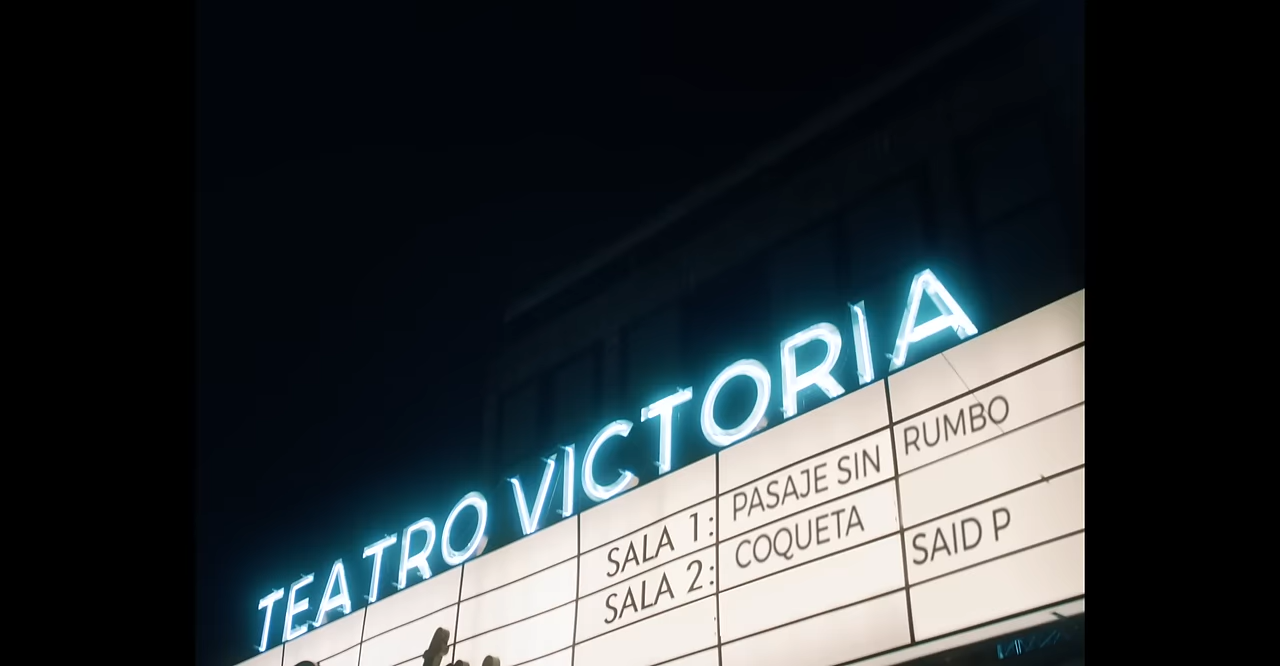 TEATRO VICTORIA
SALA 1: PASAJE SIN RUMBO
SALA 2: COQUETA
SAID P